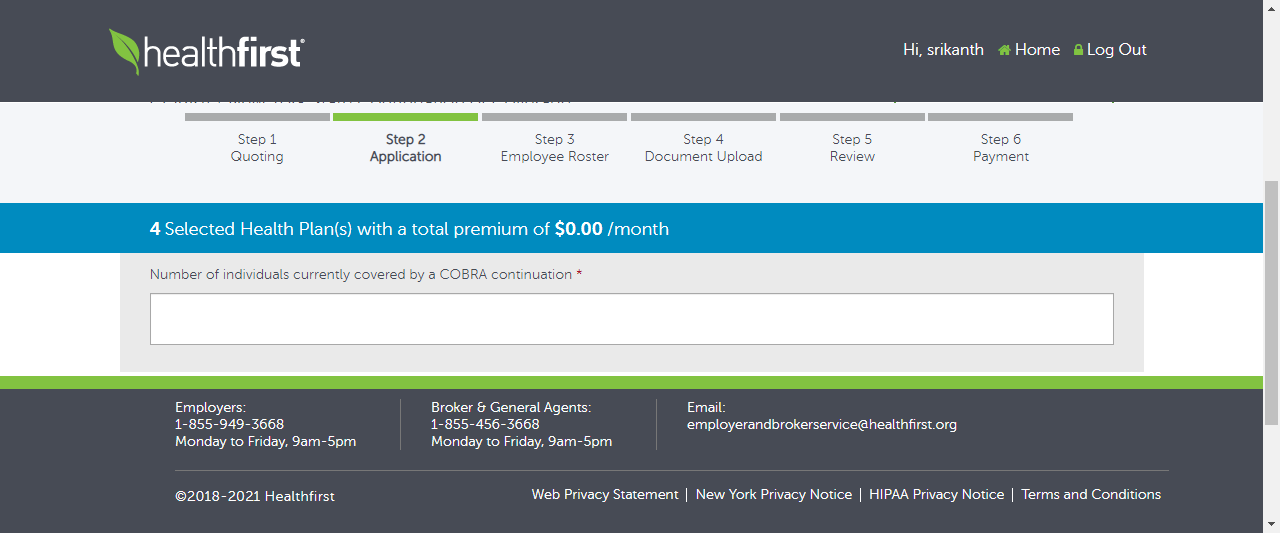 healthfirst®
Hi, srikanth Home Log Out
Step 1 Step 2 Step 3 Step 4 Step 5 Step 6
Quoting Application Employee Roster Document Upload Review Payment
4 Selected Health Plan(s) with a total premium of $0.00 /month
Number of individuals currently covered by a COBRA continuation *
Employers:
1-855-949-3668
Monday to Friday, 9am-5pm
Broker & General Agents:
1-855-456-3668
Monday to Friday, 9am-5pm
Email:
employerandbrokerservice@healthfirst.org
©2018-2021 Healthfirst
Web Privacy Statement | New York Privacy Notice | HIPAA Privacy Notice | Terms and Conditions